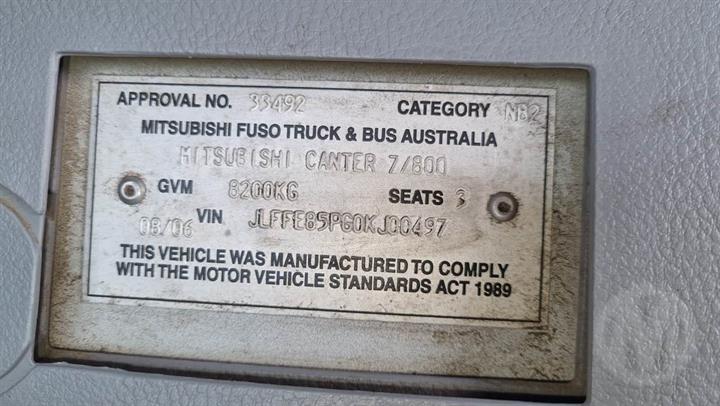 APPROVAL NO. 33492 CATEGORY NB2
MITSUBISHI FUSO TRUCK & BUS AUSTRALIA
MITSUBISHI CANTER 7/800
GVM 8200KG SEATS 3
08/06 VIN JLFFE85PG0KJ00497
THIS VEHICLE WAS MANUFACTURED TO COMPLY
WITH THE MOTOR VEHICLE STANDARDS ACT 1989